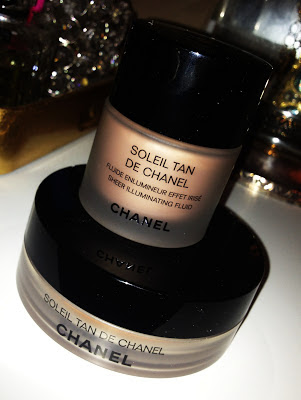 SOLEIL TAN
DE CHANEL
FLUIDE ENLUMINEUR EFFET IRISÉ
SHEER ILLUMINATING FLUID
CHANEL
CHANEL
SOLEIL TAN DE CHANEL
CHANEL